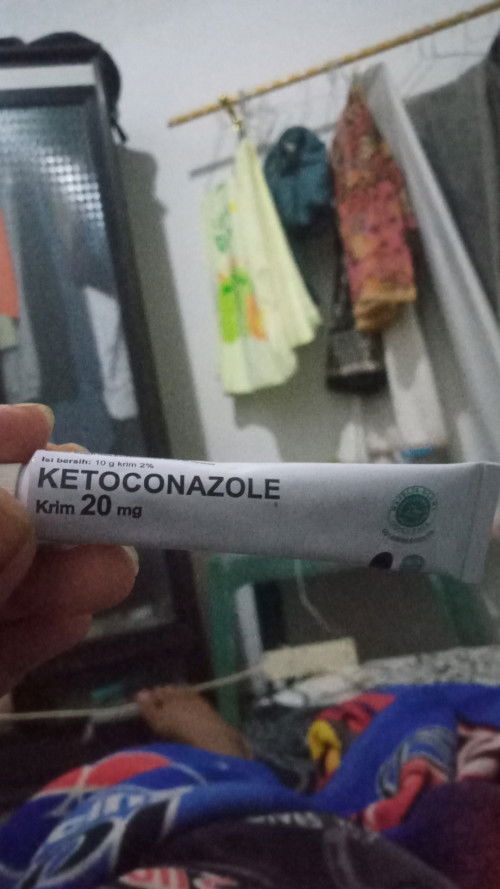 Isi bersih: 10 g krim 2%
KETOCONAZOLE
Krim 20 mg